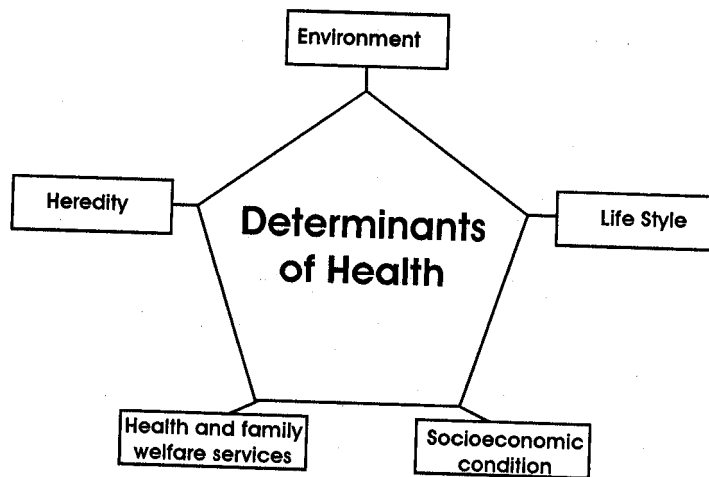 Environment
Heredity
Life Style
Determinants
of Health
Health and family
welfare services
Socioeconomic
condition